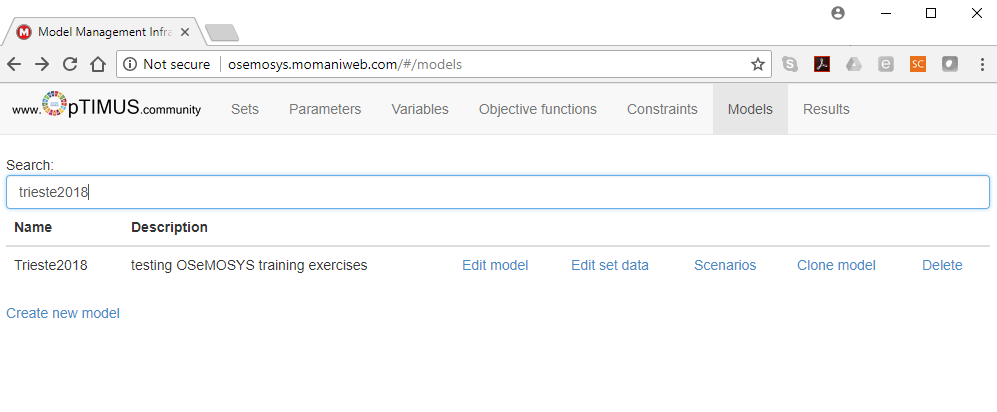 Model Management Infra
Not secure osemosys.momaniweb.com/#/models
www.OpTIMUS.community Sets Parameters Variables Objective functions Constraints Models Results
Search:
trieste2018
Name Description
Trieste2018 testing OSeMOSYS training exercises Edit model Edit set data Scenarios Clone model Delete
Create new model